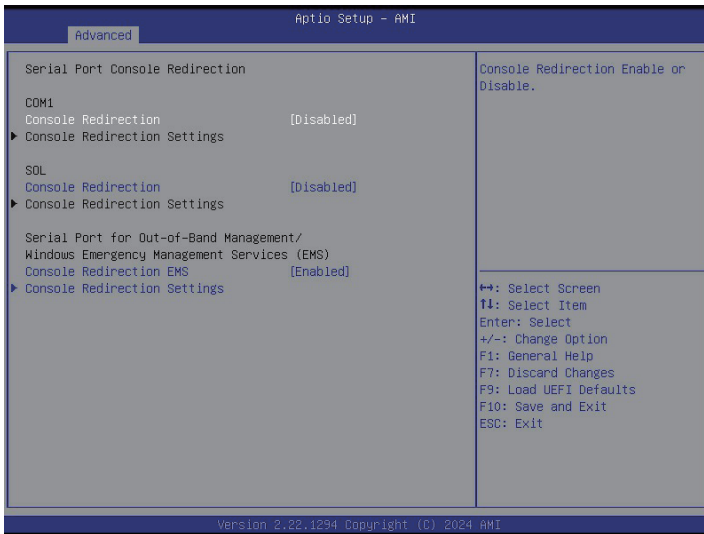 Aptio Setup – AMI
Advanced
Serial Port Console Redirection
COM1
Console Redirection [Disabled]
▶ Console Redirection Settings
SOL
Console Redirection [Disabled]
▶ Console Redirection Settings
Serial Port for Out-of-Band Management/
Windows Emergency Management Services (EMS)
Console Redirection EMS [Enabled]
▶ Console Redirection Settings
Console Redirection Enable or
Disable.
↔: Select Screen
↑↓: Select Item
Enter: Select
+/-: Change Option
F1: General Help
F7: Discard Changes
F9: Load UEFI Defaults
F10: Save and Exit
ESC: Exit
Version 2.22.1294 Copyright (C) 2024 AMI